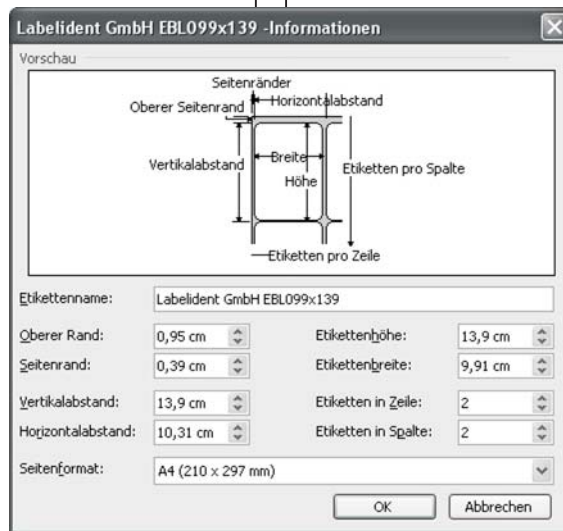 Labelident GmbH EBL099x139 -Informationen
Vorschau
Seitenränder
Oberer Seitenrand
Horizontalabstand
Vertikalabstand
Breite
Höhe
Etiketten pro Spalte
Etiketten pro Zeile
Etikettenname: Labelident GmbH EBL099x139
Oberer Rand: 0,95 cm Etikettenhöhe: 13,9 cm
Seitenrand: 0,39 cm Etikettenbreite: 9,91 cm
Vertikalabstand: 13,9 cm Etiketten in Zeile: 2
Horizontalabstand: 10,31 cm Etiketten in Spalte: 2
Seitenformat: A4 (210 x 297 mm)
OK Abbrechen